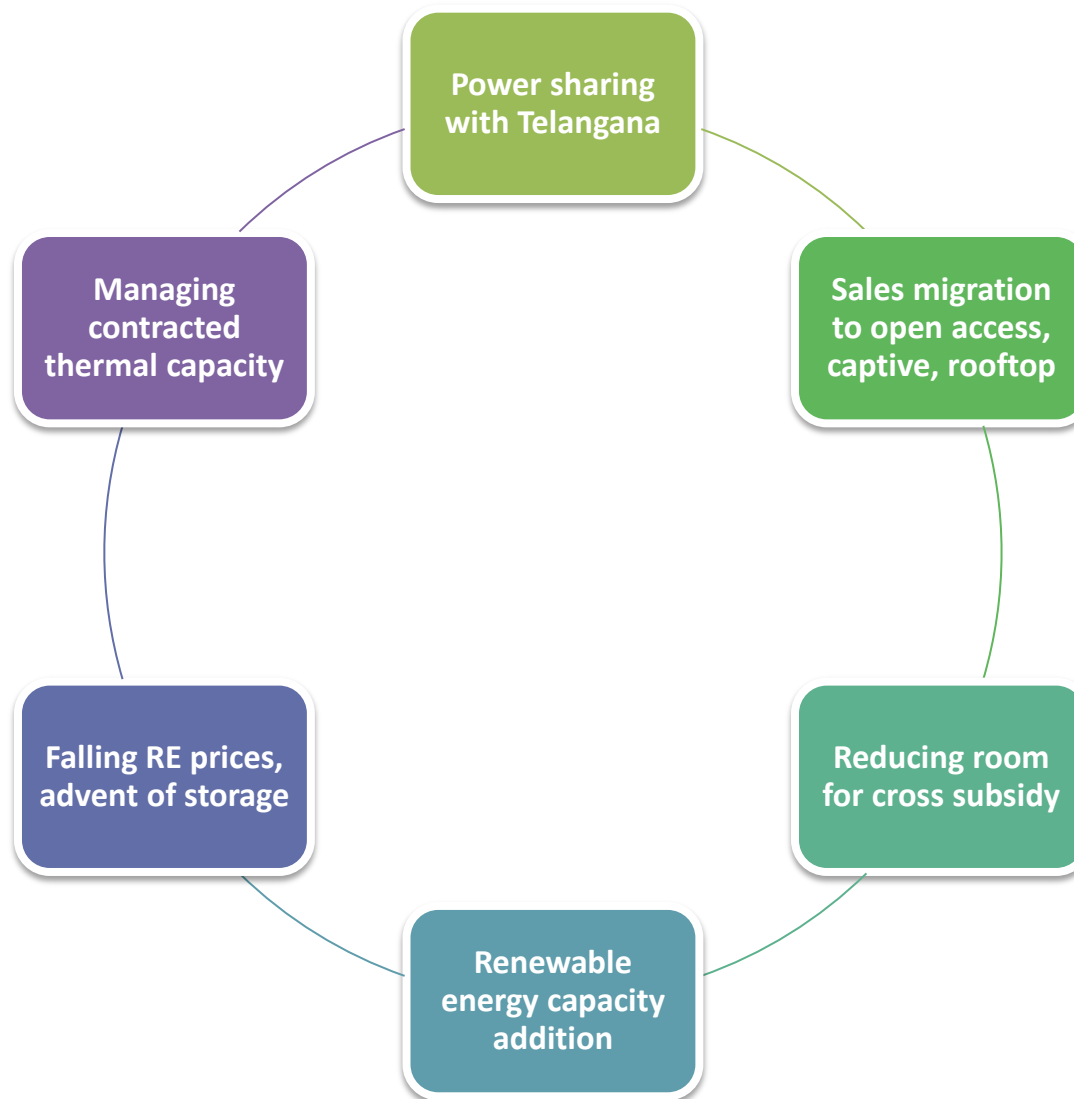 Power sharing
with Telangana
Sales migration
to open access,
captive, rooftop
Reducing room
for cross subsidy
Renewable
energy capacity
addition
Falling RE prices,
advent of storage
Managing
contracted
thermal capacity